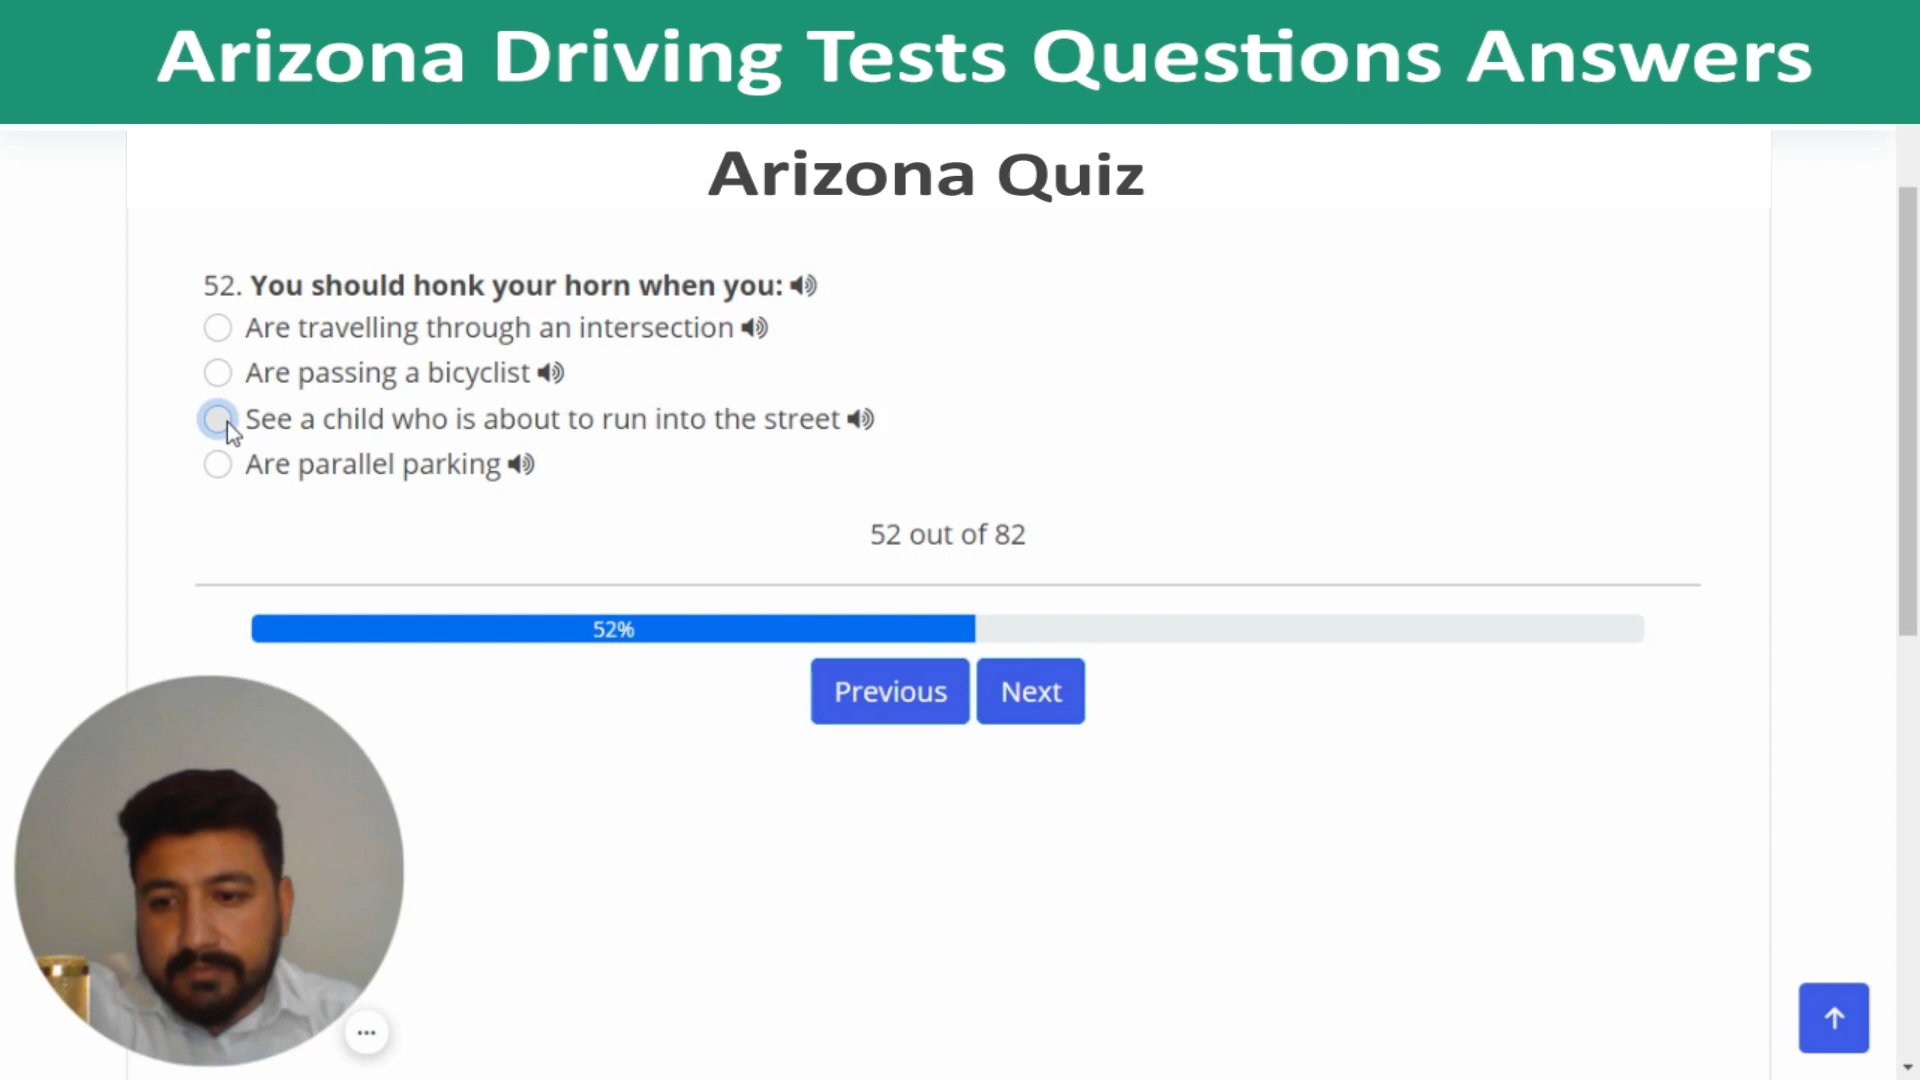 Arizona Driving Tests Questions Answers
Arizona Quiz
52. You should honk your horn when you:
Are travelling through an intersection
Are passing a bicyclist
See a child who is about to run into the street
Are parallel parking
52 out of 82
52%
Previous Next